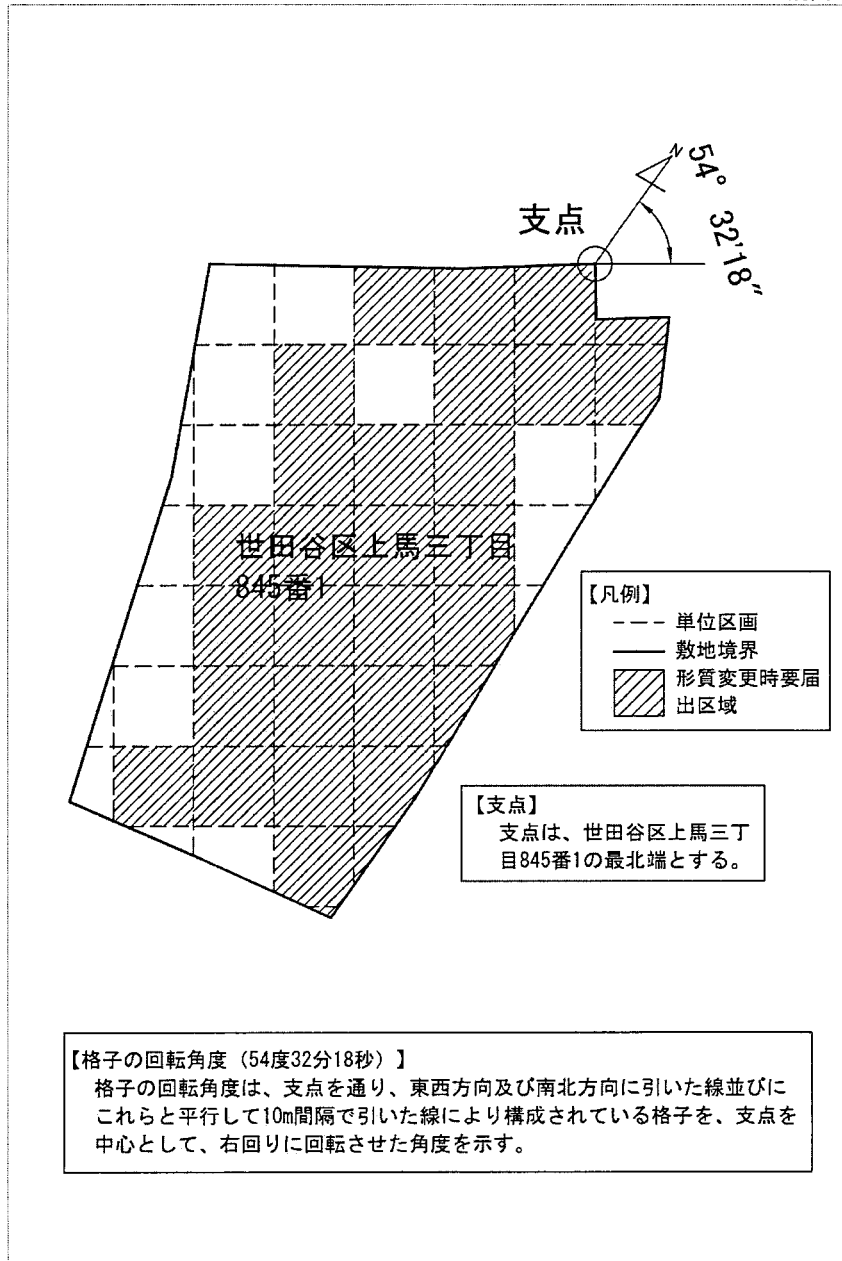 N
54° 32'18"
支点
世田谷区上馬三丁目
845番1
【凡例】
単位区画
敷地境界
形質変更時要届
出区域
【支点】
支点は、世田谷区上馬三丁
目845番1の最北端とする。
【格子の回転角度（54度32分18秒）】
格子の回転角度は、支点を通り、東西方向及び南北方向に引いた線並びに
これらと平行して10m間隔で引いた線により構成されている格子を、支点を
中心として、右回りに回転させた角度を示す。